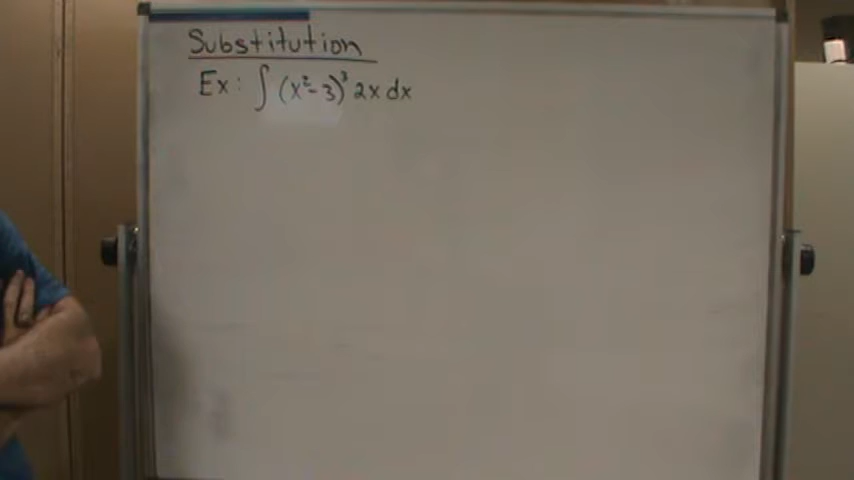 Substitution
Ex: ∫ (x²-3)³ 2x dx